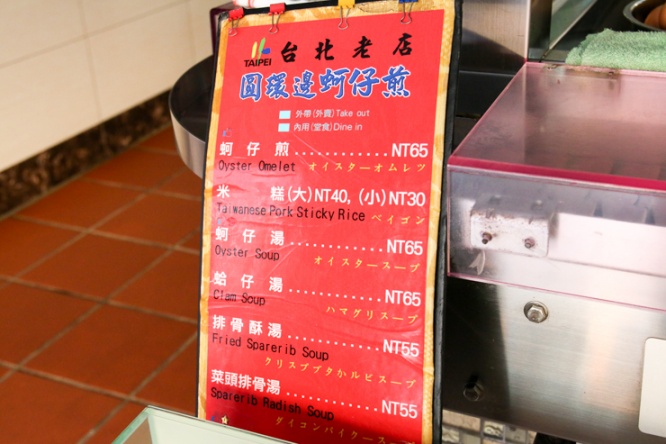 TAIPEI 台北老店
圓環邊蚵仔煎
外帶(外賣)Take out
內用(堂食)Dine in
蚵仔煎............NT65
Oyster Omelet オイスターオムレツ
米糕(大)NT40, (小)NT30
Taiwanese Pork Sticky Rice ベイゴン
蚵仔湯............NT65
Oyster Soup オイスタースープ
蛤仔湯............NT65
Clam Soup ハマグリスープ
排骨酥湯............NT55
Fried Sparerib Soup
クリスプブタかルビスープ
菜頭排骨湯............NT55
Sparerib Radish Soup
ダイコンパイクースープ